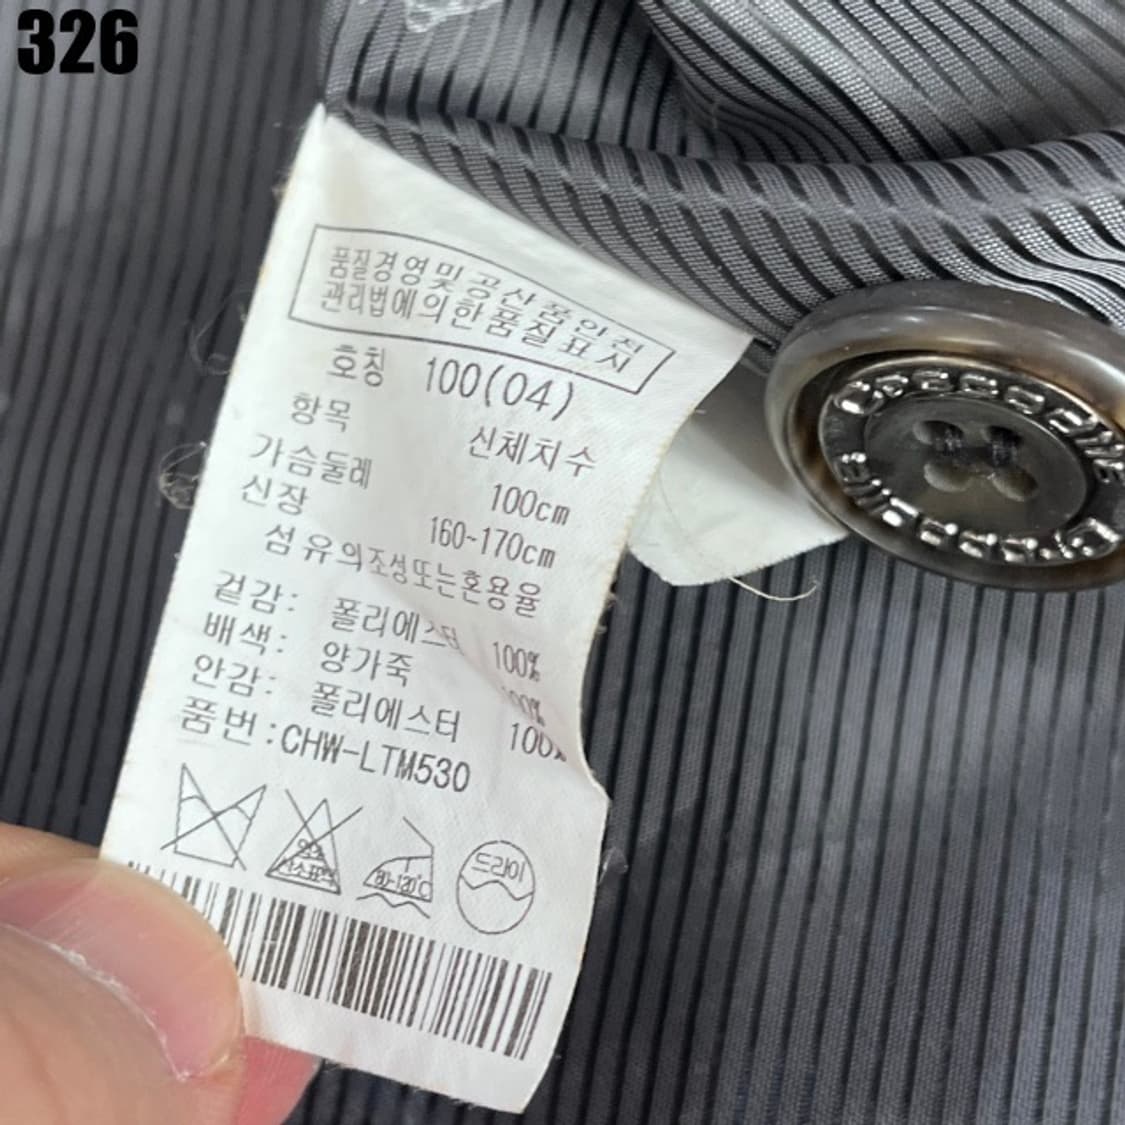 326
품질경영및공산품안전
관리법에의한품질표시
호칭 100(04)
항목 신체치수
가슴둘레 100cm
신장 160~170cm
섬유의조성또는혼용율
겉감: 폴리에스터 100%
배색: 양가죽 100%
안감: 폴리에스터 100%
품번:CHW-LTM530
80-120℃
드라이